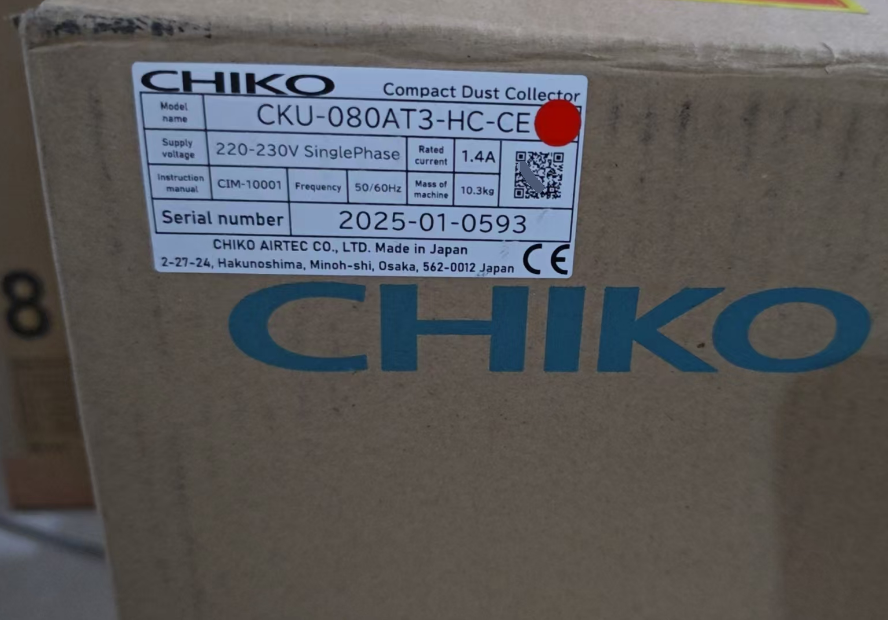 CHIKO Compact Dust Collector
Model name CKU-080AT3-HC-CE
Supply voltage 220-230V SinglePhase Rated current 1.4A
Instruction manual CIM-10001 Frequency 50/60Hz Mass of machine 10.3kg
Serial number 2025-01-0593
CHIKO AIRTEC CO., LTD. Made in Japan
2-27-24, Hakunoshima, Minoh-shi, Osaka, 562-0012 Japan CE
CHIKO
8